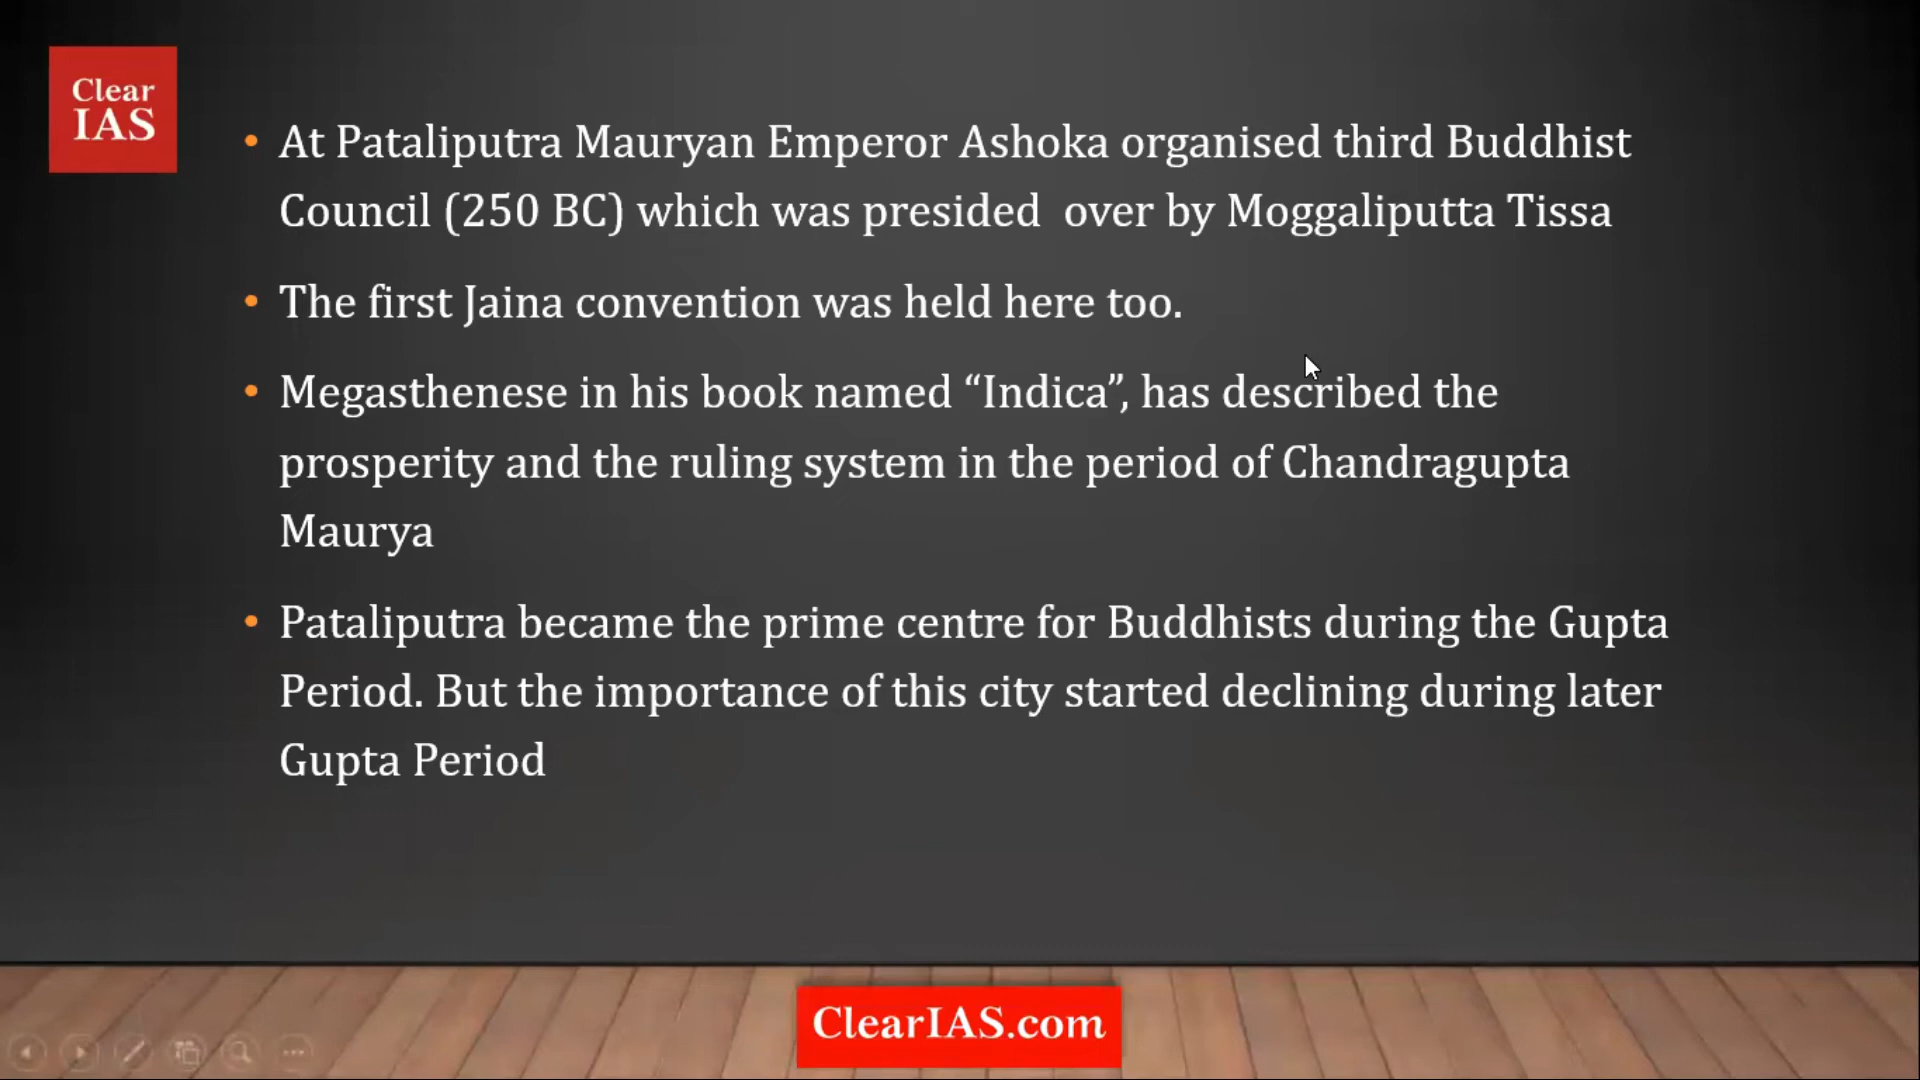 Clear
IAS
• At Pataliputra Mauryan Emperor Ashoka organised third Buddhist
Council (250 BC) which was presided  over by Moggaliputta Tissa
• The first Jaina convention was held here too.
• Megasthenese in his book named “Indica”, has described the
prosperity and the ruling system in the period of Chandragupta
Maurya
• Pataliputra became the prime centre for Buddhists during the Gupta
Period. But the importance of this city started declining during later
Gupta Period
ClearIAS.com